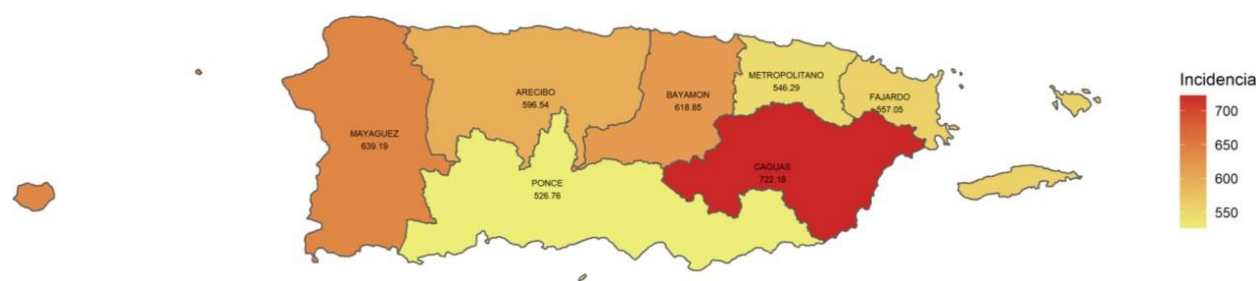 METROPOLITANO
546.29
ARECIBO
596.54
BAYAMON
618.85
FAJARDO
557.05
MAYAGUEZ
639.19
CAGUAS
722.18
PONCE
526.76
Incidencia
700
650
600
550